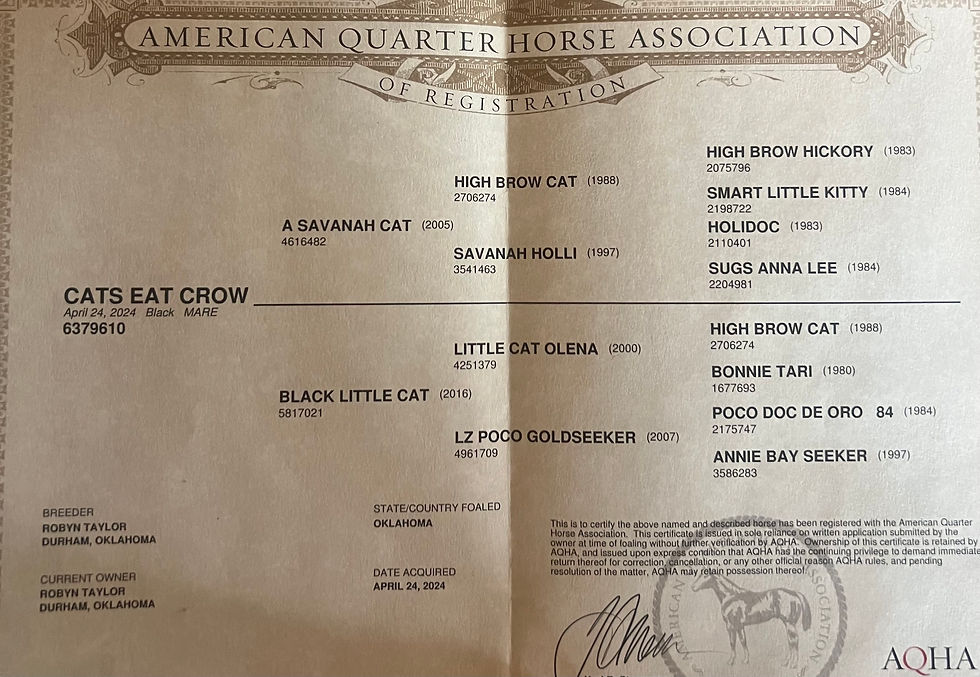 AMERICAN QUARTER HORSE ASSOCIATION
OF REGISTRATION
HIGH BROW HICKORY (1983)
2075796
HIGH BROW CAT (1988)
2706274
SMART LITTLE KITTY (1984)
2198722
A SAVANAH CAT (2005)
4616482
HOLIDOC (1983)
2110401
SAVANAH HOLLI (1997)
3541463
SUGS ANNA LEE (1984)
2204981
CATS EAT CROW
April 24, 2024 Black MARE
6379610
HIGH BROW CAT (1988)
2706274
LITTLE CAT OLENA (2000)
4251379
BONNIE TARI (1980)
1677693
BLACK LITTLE CAT (2016)
5817021
POCO DOC DE ORO 84 (1984)
2175747
LZ POCO GOLDSEEKER (2007)
4961709
ANNIE BAY SEEKER (1997)
3586283
BREEDER
ROBYN TAYLOR
DURHAM, OKLAHOMA
STATE/COUNTRY FOALED
OKLAHOMA
CURRENT OWNER
ROBYN TAYLOR
DURHAM, OKLAHOMA
DATE ACQUIRED
APRIL 24, 2024
This is to certify the above named and described horse has been registered with the American Quarter
Horse Association. This certificate is issued in sole reliance on written application submitted by the
owner at time of foaling without further verification by AQHA. Ownership of this certificate is retained by
AQHA, and issued upon express condition that AQHA has the continuing privilege to demand immediate
return thereof for correction, cancellation, or any other official reason AQHA rules, and pending
resolution of the matter, AQHA may retain possession thereof.
AMERICAN ASSOCIATION
AQHA